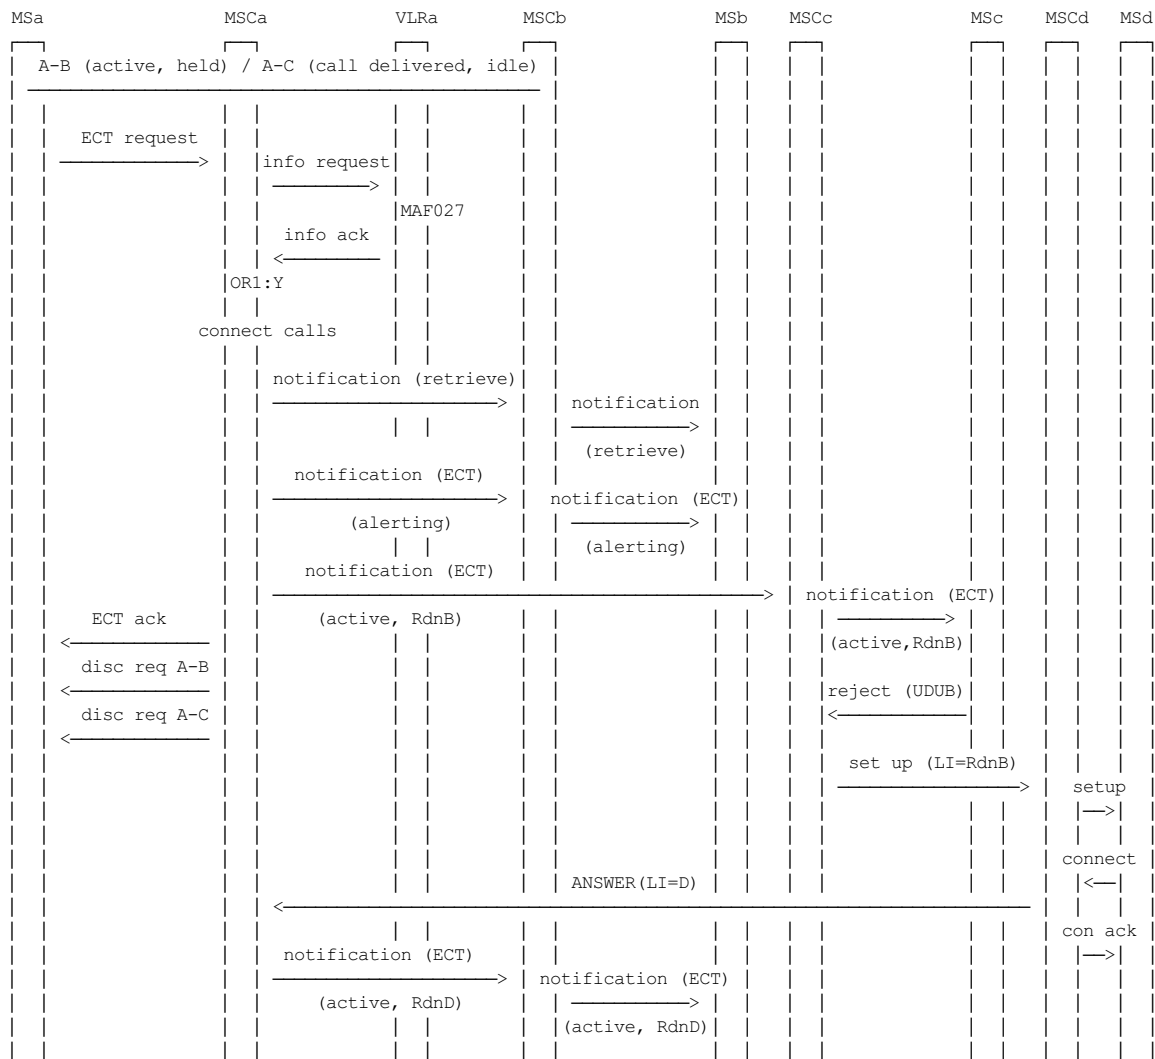 MSa MSCa VLRa MSCb MSb MSCc MSc MSCd MSd
A-B (active, held) / A-C (call delivered, idle)
ECT request
info request
MAF027
info ack
OR1:Y
connect calls
notification (retrieve)
notification
(retrieve)
notification (ECT)
notification (ECT)
(alerting)
(alerting)
notification (ECT)
notification (ECT)
ECT ack (active, RdnB)
(active,RdnB)
disc req A-B
reject (UDUB)
disc req A-C
set up (LI=RdnB)
setup
connect
ANSWER(LI=D)
con ack
notification (ECT)
notification (ECT)
(active, RdnD)
(active, RdnD)